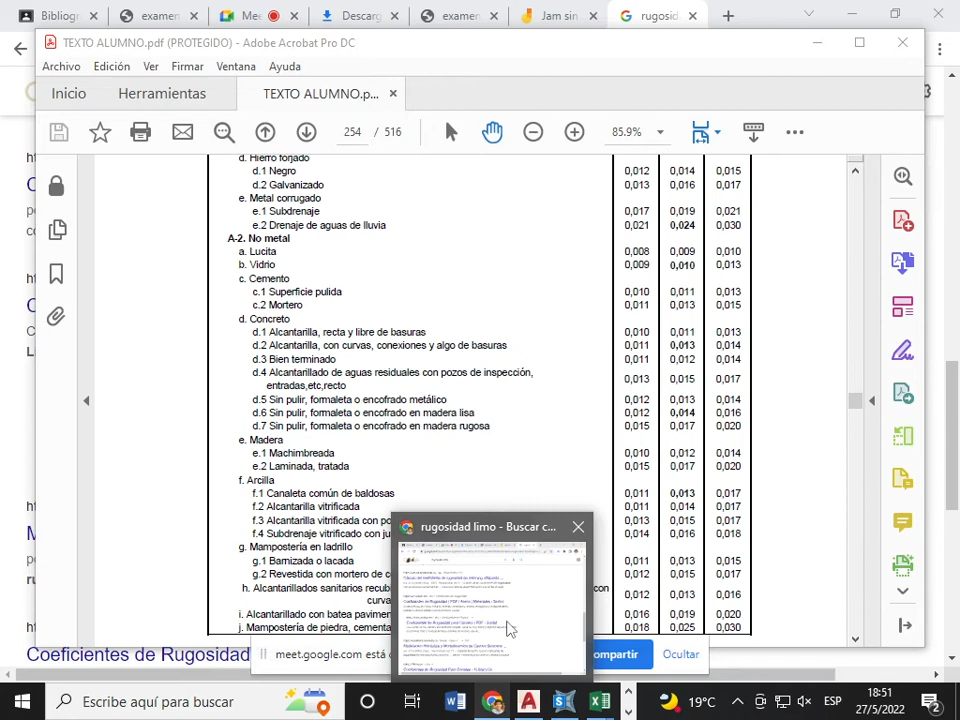 Bibliog
examen
Mee
Descarg
examen
Jam sin
rugosid
TEXTO ALUMNO.pdf (PROTEGIDO) - Adobe Acrobat Pro DC
Archivo Edición Ver Firmar Ventana Ayuda
Inicio Herramientas TEXTO ALUMNO.p...
254 / 516 85.9%
d. Hierro forjado
d.1 Negro 0,012 0,014 0,015
d.2 Galvanizado 0,013 0,016 0,017
e. Metal corrugado
e.1 Subdrenaje 0,017 0,019 0,021
e.2 Drenaje de aguas de lluvia 0,021 0,024 0,030
A-2. No metal
a. Lucita 0,008 0,009 0,010
b. Vidrio 0,009 0,010 0,013
c. Cemento
c.1 Superficie pulida 0,010 0,011 0,013
c.2 Mortero 0,011 0,013 0,015
d. Concreto
d.1 Alcantarilla, recta y libre de basuras 0,010 0,011 0,013
d.2 Alcantarilla, con curvas, conexiones y algo de basuras 0,011 0,013 0,014
d.3 Bien terminado 0,011 0,012 0,014
d.4 Alcantarillado de aguas residuales con pozos de inspección,
entradas,etc,recto 0,013 0,015 0,017
d.5 Sin pulir, formaleta o encofrado metálico 0,012 0,013 0,014
d.6 Sin pulir, formaleta o encofrado en madera lisa 0,012 0,014 0,016
d.7 Sin pulir, formaleta o encofrado en madera rugosa 0,015 0,017 0,020
e. Madera
e.1 Machimbreada 0,010 0,012 0,014
e.2 Laminada, tratada 0,015 0,017 0,020
f. Arcilla
f.1 Canaleta común de baldosas 0,011 0,013 0,017
f.2 Alcantarilla vitrificada 0,011 0,014 0,017
f.3 Alcantarilla vitrificada con po 0,013 0,015 0,017
f.4 Subdrenaje vitrificado con ju 0,014 0,016 0,018
g. Mampostería en ladrillo
g.1 Barnizada o lacada 0,011 0,013 0,015
g.2 Revestida con mortero de c 0,012 0,015 0,017
h. Alcantarillados sanitarios recub on
curva 0,012 0,013 0,016
i. Alcantarillado con batea pavimen 0,016 0,019 0,020
j. Mampostería de piedra, cementa 0,018 0,025 0,030
rugosidad limo - Buscar c...
Coeficientes de Rugosidad
meet.google.com está c
ompartir Ocultar
Escribe aquí para buscar
19°C
ESP
18:51
27/5/2022
2